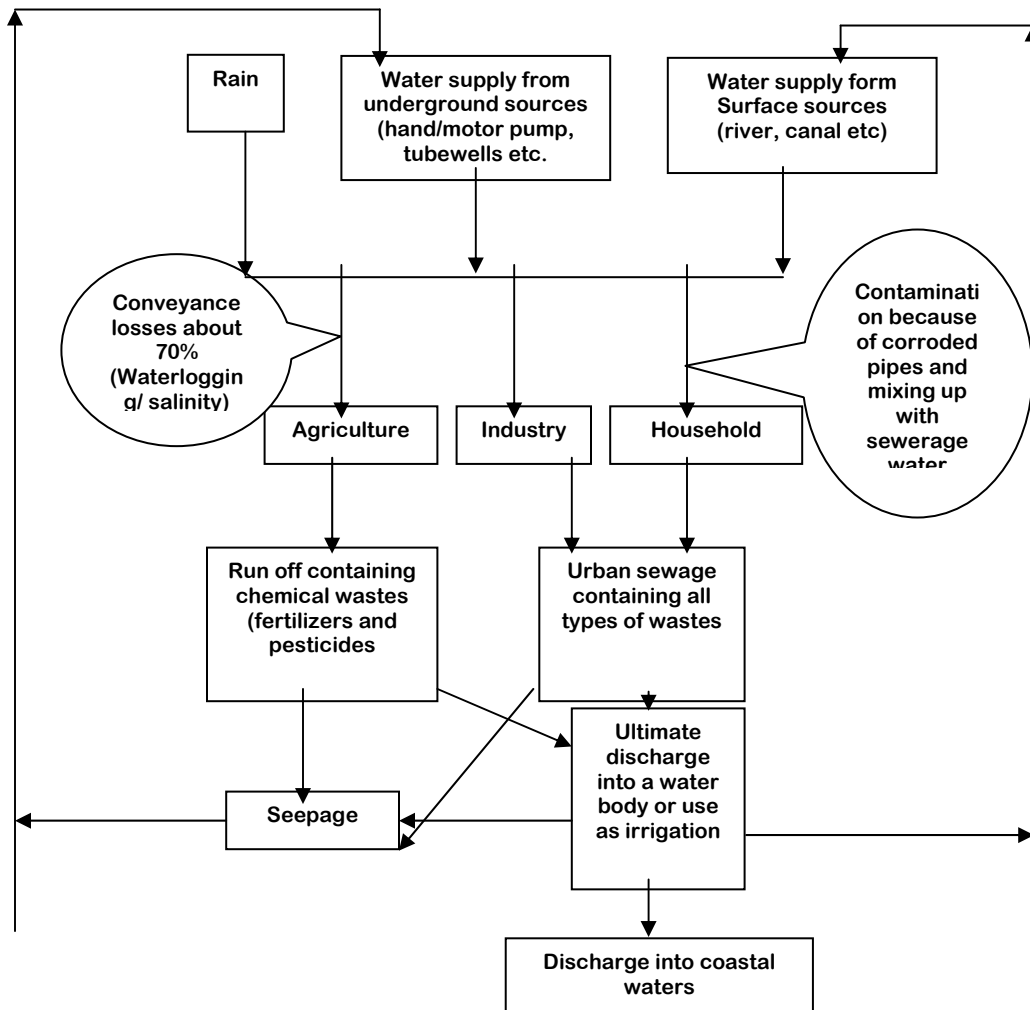 Rain
Water supply from
underground sources
(hand/motor pump,
tubewells etc.
Water supply form
Surface sources
(river, canal etc)
Conveyance
losses about
70%
(Waterloggin
g/ salinity)
Contaminati
on because
of corroded
pipes and
mixing up
with
sewerage
water
Agriculture
Industry
Household
Run off containing
chemical wastes
(fertilizers and
pesticides
Urban sewage
containing all
types of wastes
Ultimate
discharge
into a water
body or use
as irrigation
Seepage
Discharge into coastal
waters